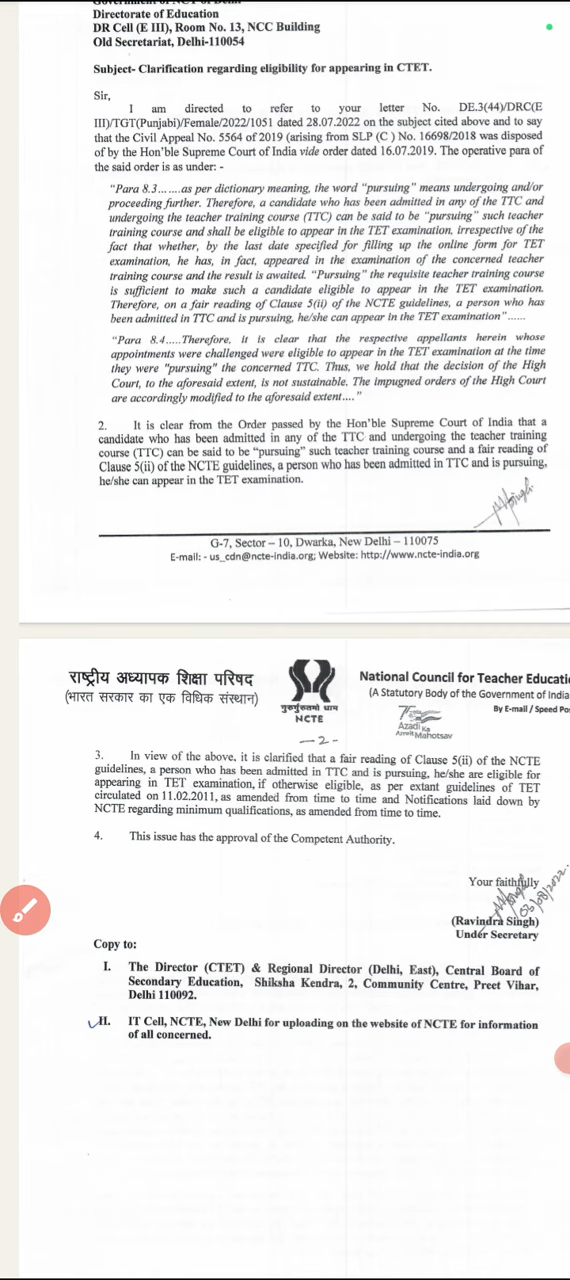 Government of NCT of Delhi
Directorate of Education
DR Cell (E III), Room No. 13, NCC Building
Old Secretariat, Delhi-110054
Subject- Clarification regarding eligibility for appearing in CTET.
Sir,
I am directed to refer to your letter No. DE.3(44)/DRC(E
III)/TGT(Punjabi)/Female/2022/1051 dated 28.07.2022 on the subject cited above and to say
that the Civil Appeal No. 5564 of 2019 (arising from SLP (C ) No. 16698/2018 was disposed
of by the Hon'ble Supreme Court of India vide order dated 16.07.2019. The operative para of
the said order is as under: -
"Para 8.3.......as per dictionary meaning, the word "pursuing" means undergoing and/or
proceeding further. Therefore, a candidate who has been admitted in any of the TTC and
undergoing the teacher training course (TTC) can be said to be "pursuing" such teacher
training course and shall be eligible to appear in the TET examination, irrespective of the
fact that whether, by the last date specified for filling up the online form for TET
examination, he has, in fact, appeared in the examination of the concerned teacher
training course and the result is awaited. "Pursuing" the requisite teacher training course
is sufficient to make such a candidate eligible to appear in the TET examination.
Therefore, on a fair reading of Clause 5(ii) of the NCTE guidelines, a person who has
been admitted in TTC and is pursuing, he/she can appear in the TET examination"......
"Para 8.4.....Therefore, it is clear that the respective appellants herein whose
appointments were challenged were eligible to appear in the TET examination at the time
they were "pursuing" the concerned TTC. Thus, we hold that the decision of the High
Court, to the aforesaid extent, is not sustainable. The impugned orders of the High Court
are accordingly modified to the aforesaid extent...."
2. It is clear from the Order passed by the Hon'ble Supreme Court of India that a
candidate who has been admitted in any of the TTC and undergoing the teacher training
course (TTC) can be said to be "pursuing" such teacher training course and a fair reading of
Clause 5(ii) of the NCTE guidelines, a person who has been admitted in TTC and is pursuing,
he/she can appear in the TET examination.
G-7, Sector – 10, Dwarka, New Delhi – 110075
E-mail: - us_cdn@ncte-india.org; Website: http://www.ncte-india.org
राष्ट्रीय अध्यापक शिक्षा परिषद
(भारत सरकार का एक विधिक संस्थान)
गुरुर्गुरुतमो धाम
NCTE
National Council for Teacher Educati
(A Statutory Body of the Government of India
By E-mail / Speed Pos
Azadi Ka
Amrit Mahotsav
-2-
3. In view of the above, it is clarified that a fair reading of Clause 5(ii) of the NCTE
guidelines, a person who has been admitted in TTC and is pursuing, he/she are eligible for
appearing in TET examination, if otherwise eligible, as per extant guidelines of TET
circulated on 11.02.2011, as amended from time to time and Notifications laid down by
NCTE regarding minimum qualifications, as amended from time to time.
4. This issue has the approval of the Competent Authority.
Your faithfully
03/08/2022
(Ravindra Singh)
Under Secretary
Copy to:
I. The Director (CTET) & Regional Director (Delhi, East), Central Board of
Secondary Education, Shiksha Kendra, 2, Community Centre, Preet Vihar,
Delhi 110092.
II. IT Cell, NCTE, New Delhi for uploading on the website of NCTE for information
of all concerned.